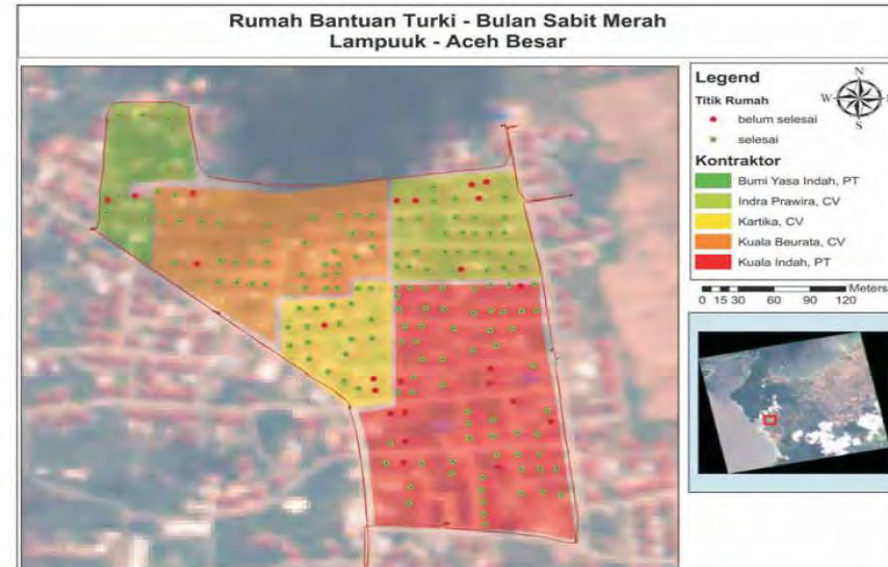 Rumah Bantuan Turki - Bulan Sabit Merah
Lampuuk - Aceh Besar
Legend
Titik Rumah
belum selesai
selesai
Kontraktor
Bumi Yasa Indah, PT
Indra Prawira, CV
Kartika, CV
Kuala Beurata, CV
Kuala Indah, PT
N
W
S
Meters
0 15 30 60 90 120